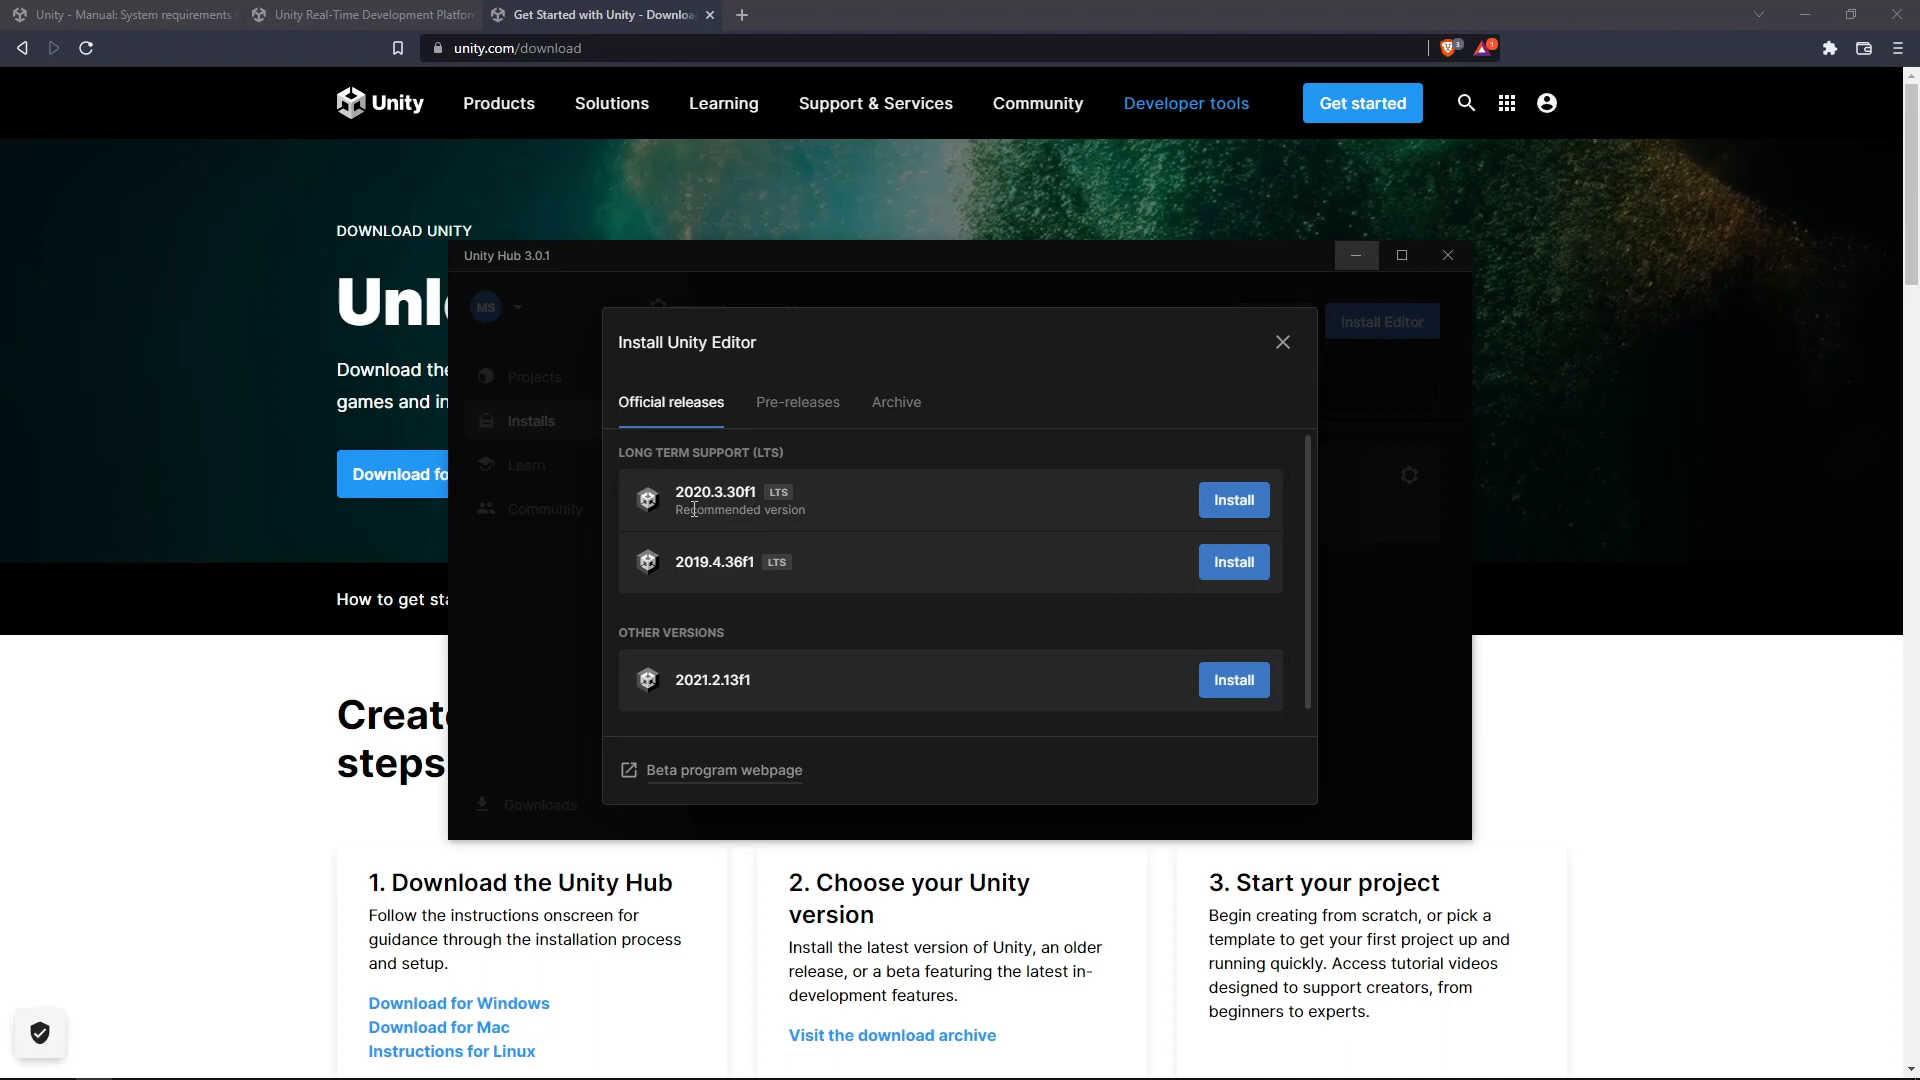 Unity - Manual: System requirements
Unity Real-Time Development Platfor
Get Started with Unity - Downloa
unity.com/download
3
1
Unity
Products
Solutions
Learning
Support & Services
Community
Developer tools
Get started
DOWNLOAD UNITY
Download the
games and in
Download fo
How to get sta
Create
steps
Unity Hub 3.0.1
MS
Install Editor
Projects
Installs
Learn
Community
Downloads
Install Unity Editor
Official releases
Pre-releases
Archive
LONG TERM SUPPORT (LTS)
2020.3.30f1 LTS
Recommended version
Install
2019.4.36f1 LTS
Install
OTHER VERSIONS
2021.2.13f1
Install
Beta program webpage
1. Download the Unity Hub
Follow the instructions onscreen for
guidance through the installation process
and setup.
Download for Windows
Download for Mac
Instructions for Linux
2. Choose your Unity
version
Install the latest version of Unity, an older
release, or a beta featuring the latest in-
development features.
Visit the download archive
3. Start your project
Begin creating from scratch, or pick a
template to get your first project up and
running quickly. Access tutorial videos
designed to support creators, from
beginners to experts.